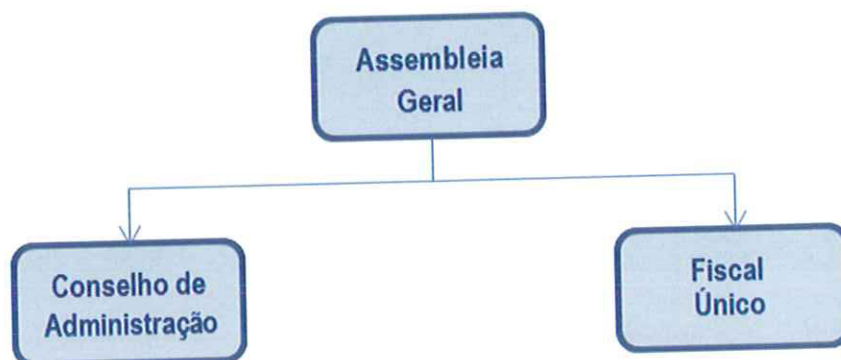 Assembleia
Geral
Conselho de
Administração
Fiscal
Único